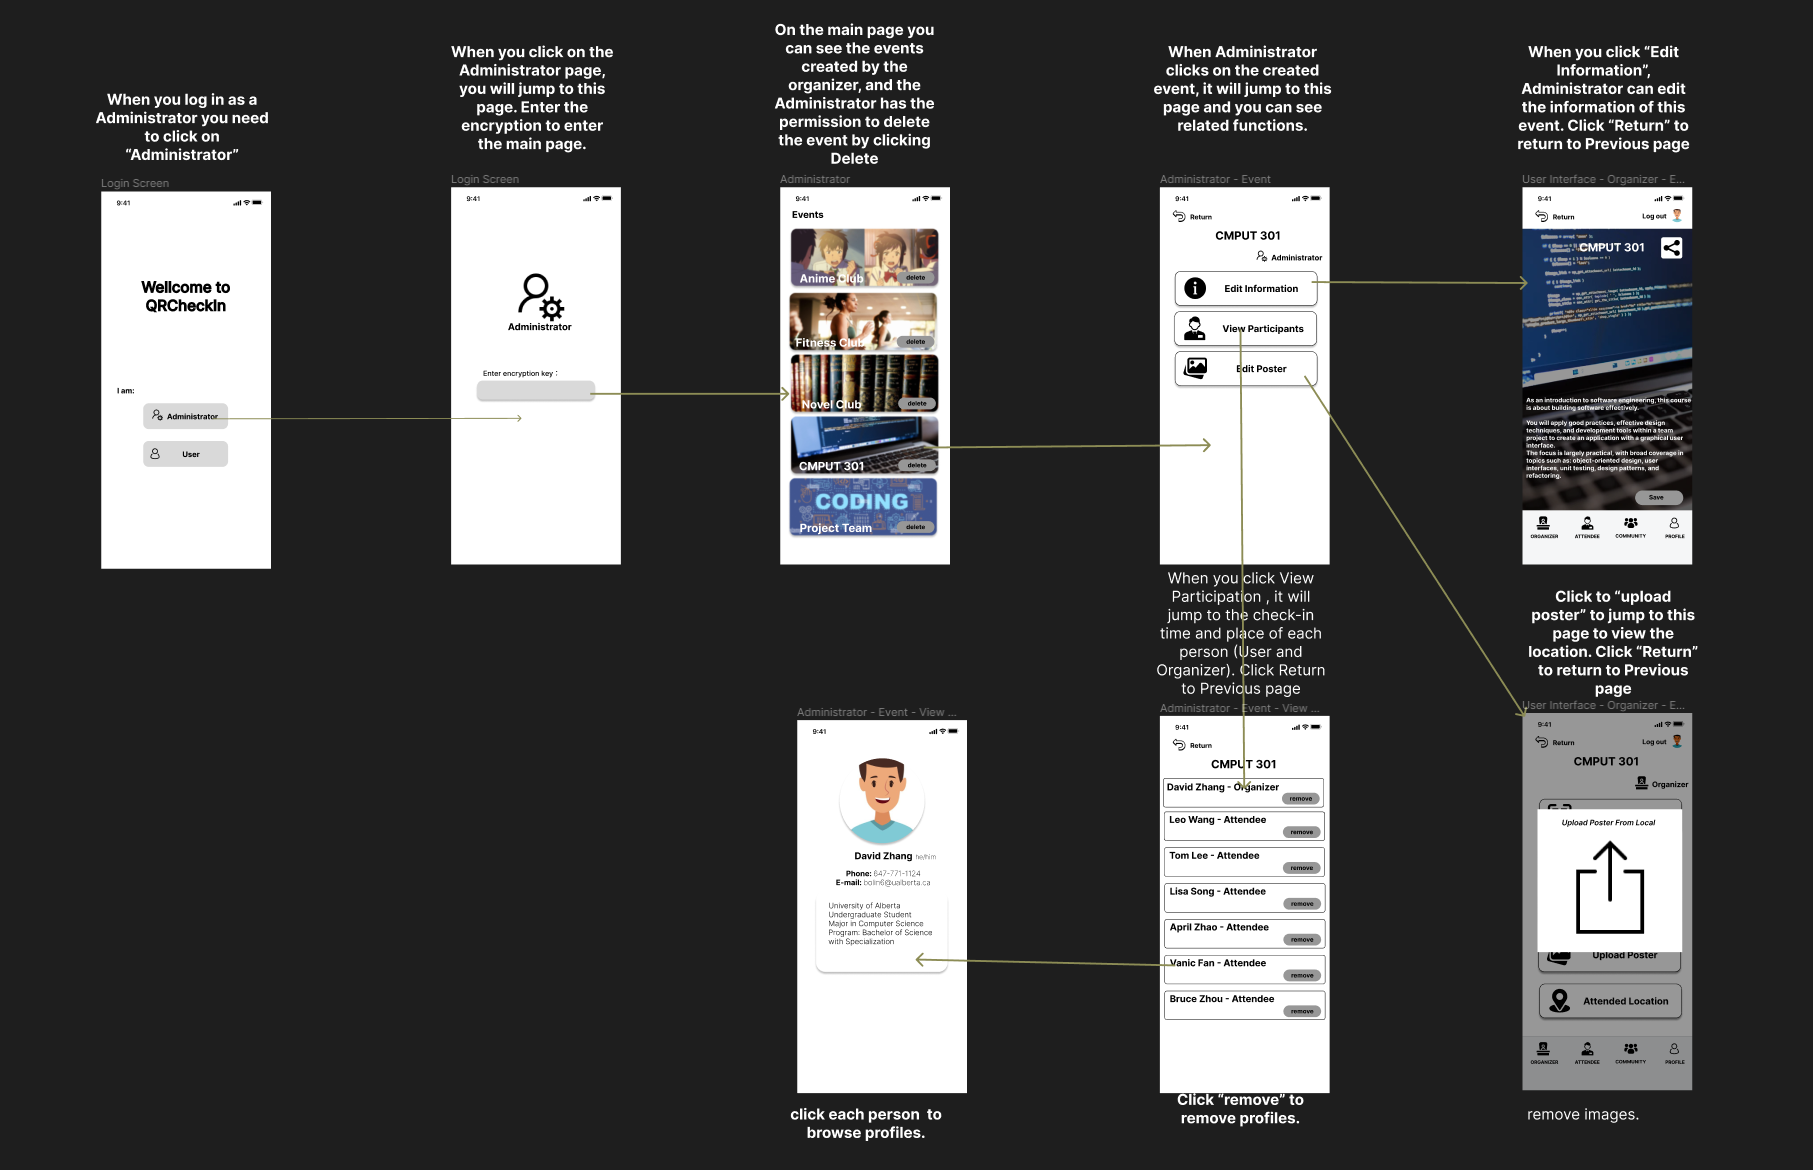 When you log in as a
Administrator you need
to click on
“Administrator”
Login Screen
9:41
Wellcome to
QRCheckIn
I am:
Administrator
User
When you click on the
Administrator page,
you will jump to this
page. Enter the
encryption to enter
the main page.
Login Screen
9:41
Administrator
Enter encryption key :
On the main page you
can see the events
created by the
organizer, and the
Administrator has the
permission to delete
the event by clicking
Delete
Administrator
9:41
Events
Anime Club
delete
Fitness Club
delete
Novel Club
delete
CMPUT 301
delete
CODING
Project Team
delete
When Administrator
clicks on the created
event, it will jump to this
page and you can see
related functions.
Administrator - Event
9:41
Return
CMPUT 301
Administrator
Edit Information
View Participants
Edit Poster
When you click “Edit
Information”,
Administrator can edit
the information of this
event. Click “Return” to
return to Previous page
User Interface - Organizer - E...
9:41
Return
Log out
CMPUT 301
As an introduction to software engineering, this course
is about building software effectively.
You will apply good practices, effective design
techniques, and development tools within a team
project to create an application with a graphical user
interface.
The focus is largely practical, with broad coverage in
topics such as: object-oriented design, user
interfaces, unit testing, design patterns, and
refactoring.
Save
ORGANIZER
ATTENDEE
COMMUNITY
PROFILE
Administrator - Event - View ...
9:41
David Zhang he/him
Phone: 647-771-1124
E-mail: bolin6@ualberta.ca
University of Alberta
Undergraduate Student
Major in Computer Science
Program: Bachelor of Science
with Specialization
click each person to
browse profiles.
When you click View
Participation , it will
jump to the check-in
time and place of each
person (User and
Organizer). Click Return
to Previous page
Administrator - Event - View ...
9:41
Return
CMPUT 301
David Zhang - Organizer
remove
Leo Wang - Attendee
remove
Tom Lee - Attendee
remove
Lisa Song - Attendee
remove
April Zhao - Attendee
remove
Vanic Fan - Attendee
remove
Bruce Zhou - Attendee
remove
Click “remove” to
remove profiles.
Click to “upload
poster” to jump to this
page to view the
location. Click “Return”
to return to Previous
page
User Interface - Organizer - E...
9:41
Return
Log out
CMPUT 301
Organizer
Upload Poster From Local
Upload Poster
Attended Location
ORGANIZER
ATTENDEE
COMMUNITY
PROFILE
remove images.